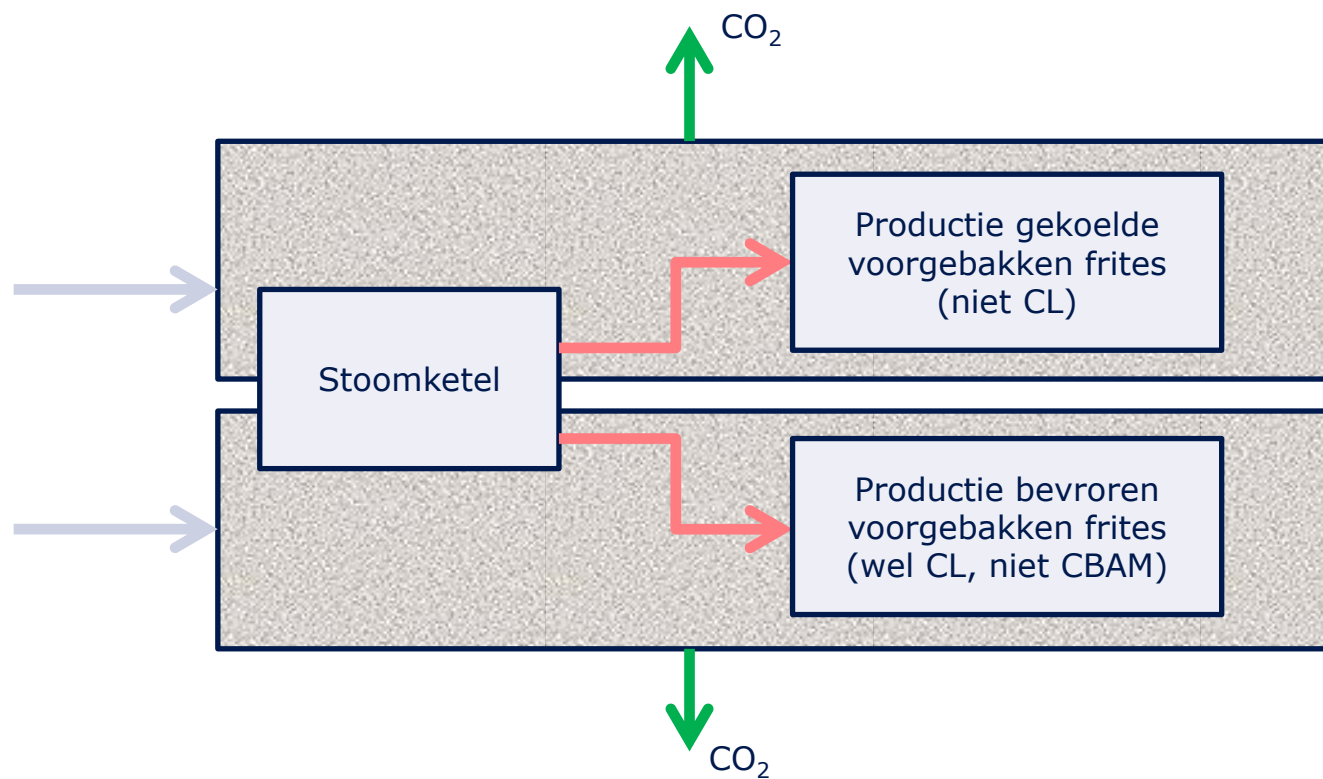 CO₂
Productie gekoelde
voorgebakken frites
(niet CL)
Stoomketel
Productie bevroren
voorgebakken frites
(wel CL, niet CBAM)
CO₂